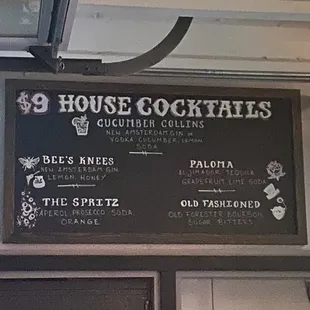 $9 HOUSE COCKTAILS
CUCUMBER COLLINS
NEW AMSTERDAM GIN or
VODKA, CUCUMBER, LEMON
SODA
BEE'S KNEES
NEW AMSTERDAM GIN
LEMON, HONEY
PALOMA
EL JIMADOR TEQUILA
GRAPEFRUIT, LIME, SODA
THE SPRITZ
APEROL, PROSECCO, SODA,
ORANGE
OLD FASHIONED
OLD FORESTER BOURBON
SUGAR, BITTERS